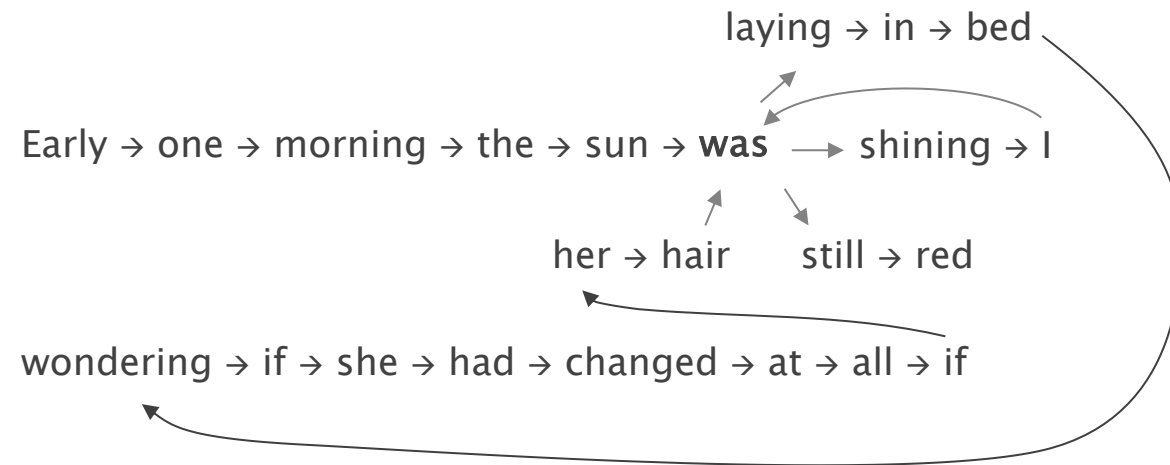 laying → in → bed
Early → one → morning → the → sun → was → shining → I
her → hair still → red
wondering → if → she → had → changed → at → all → if